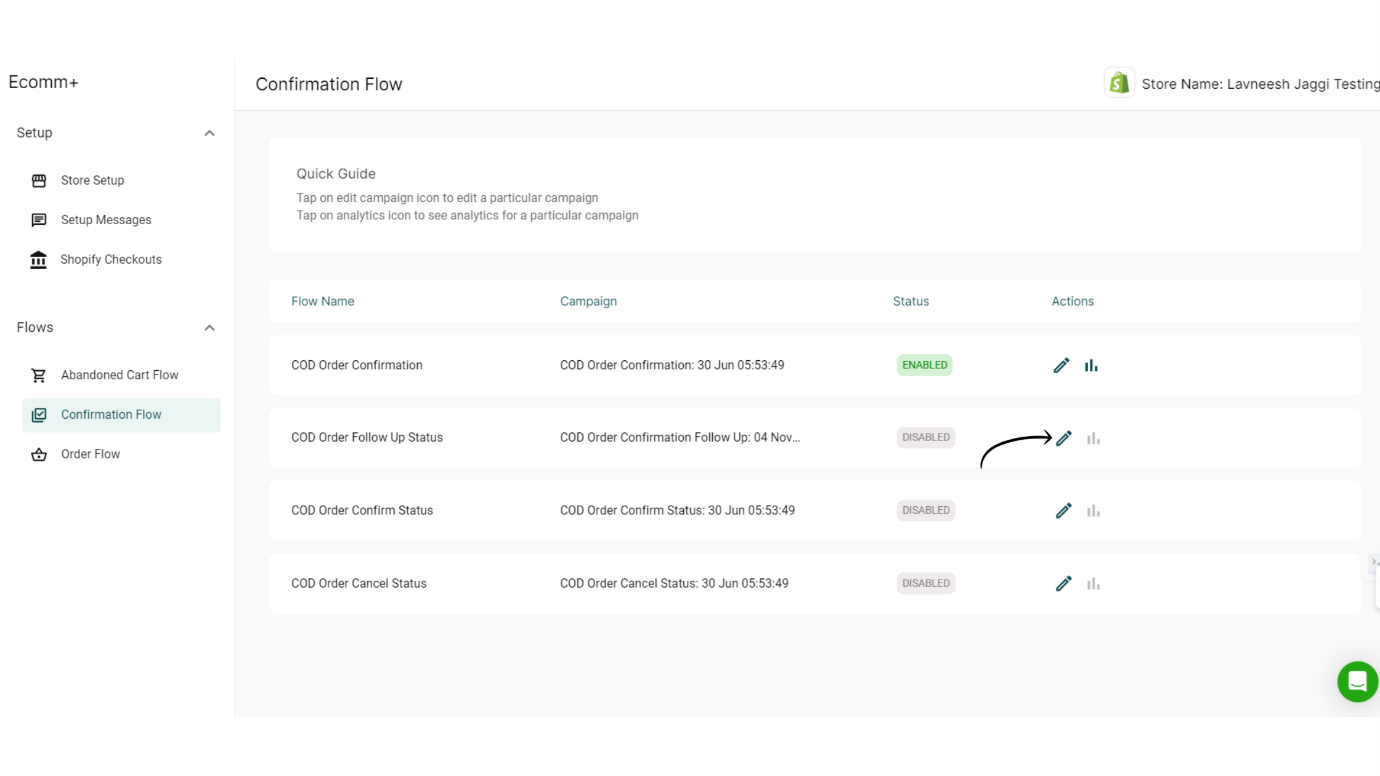 Ecomm+
Setup
Store Setup
Setup Messages
Shopify Checkouts
Flows
Abandoned Cart Flow
Confirmation Flow
Order Flow
Confirmation Flow
Store Name: Lavneesh Jaggi Testing
Quick Guide
Tap on edit campaign icon to edit a particular campaign
Tap on analytics icon to see analytics for a particular campaign
Flow Name Campaign Status Actions
COD Order Confirmation COD Order Confirmation: 30 Jun 05:53:49 ENABLED
COD Order Follow Up Status COD Order Confirmation Follow Up: 04 Nov... DISABLED
COD Order Confirm Status COD Order Confirm Status: 30 Jun 05:53:49 DISABLED
COD Order Cancel Status COD Order Cancel Status: 30 Jun 05:53:49 DISABLED